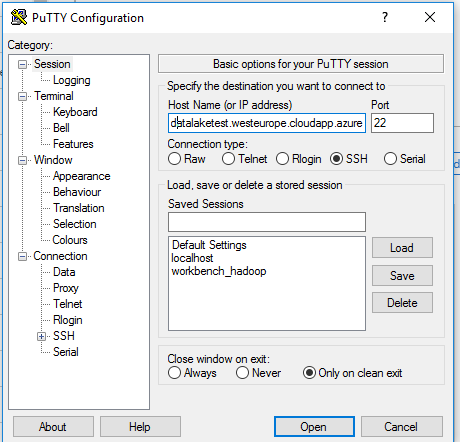 PuTTY Configuration
Category:
Session
Logging
Terminal
Keyboard
Bell
Features
Window
Appearance
Behaviour
Translation
Selection
Colours
Connection
Data
Proxy
Telnet
Rlogin
SSH
Serial
Basic options for your PuTTY session
Specify the destination you want to connect to
Host Name (or IP address) Port
datalaketest.westeurope.cloudapp.azure 22
Connection type:
Raw Telnet Rlogin SSH Serial
Load, save or delete a stored session
Saved Sessions
Default Settings
localhost
workbench_hadoop
Load
Save
Delete
Close window on exit:
Always Never Only on clean exit
About Help Open Cancel